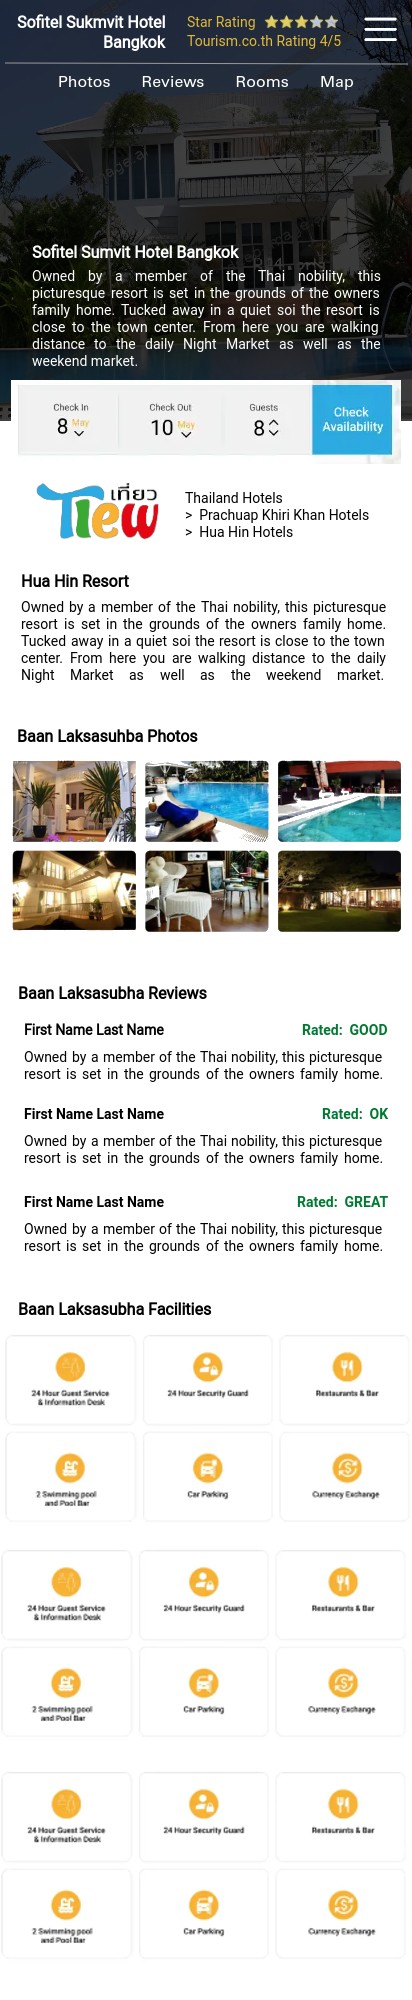 Sofitel Sukmvit Hotel
Bangkok
Star Rating
Tourism.co.th Rating 4/5
Photos Reviews Rooms Map
Sofitel Sumvit Hotel Bangkok
Owned by a member of the Thai nobility, this
picturesque resort is set in the grounds of the owners
family home. Tucked away in a quiet soi the resort is
close to the town center. From here you are walking
distance to the daily Night Market as well as the
weekend market.
Check In
8 May
Check Out
10 May
Guests
8
Check
Availability
เที่ยว
Tiew
Thailand Hotels
> Prachuap Khiri Khan Hotels
> Hua Hin Hotels
Hua Hin Resort
Owned by a member of the Thai nobility, this picturesque
resort is set in the grounds of the owners family home.
Tucked away in a quiet soi the resort is close to the town
center. From here you are walking distance to the daily
Night Market as well as the weekend market.
Baan Laksasuhba Photos
Baan Laksasubha Reviews
First Name Last Name Rated: GOOD
Owned by a member of the Thai nobility, this picturesque
resort is set in the grounds of the owners family home.
First Name Last Name Rated: OK
Owned by a member of the Thai nobility, this picturesque
resort is set in the grounds of the owners family home.
First Name Last Name Rated: GREAT
Owned by a member of the Thai nobility, this picturesque
resort is set in the grounds of the owners family home.
Baan Laksasubha Facilities
24 Hour Guest Service
& Information Desk
24 Hour Security Guard
Restaurants & Bar
2 Swimming pool
and Pool Bar
Car Parking
Currency Exchange
24 Hour Guest Service
& Information Desk
24 Hour Security Guard
Restaurants & Bar
2 Swimming pool
and Pool Bar
Car Parking
Currency Exchange
24 Hour Guest Service
& Information Desk
24 Hour Security Guard
Restaurants & Bar
2 Swimming pool
and Pool Bar
Car Parking
Currency Exchange